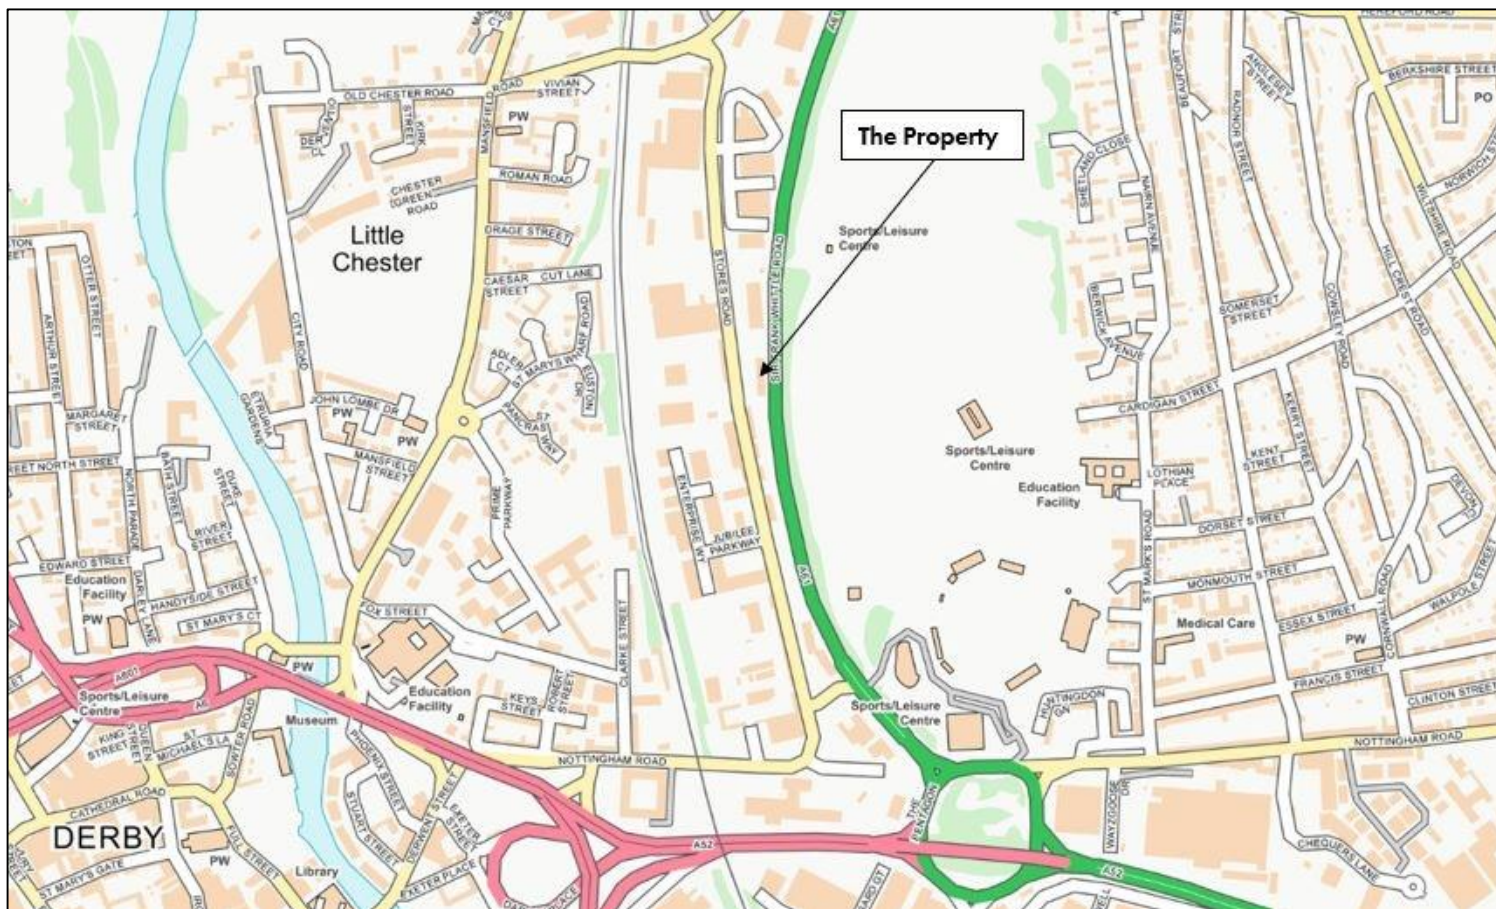 HEREFORD ROAD
BERKSHIRE STREET
PO
ANGLESEY
STREET
BEAUFORT
RADNOR STREET
NORWICH
WILTSHIRE ROAD
A61
The Property
OLD CHESTER ROAD
MANSFIELD ROAD
VIVIAN
STREET
PW
KIRK
STREET
DERVENTIO
CL
ROMAN ROAD
CHESTER
GREEN
ROAD
SHETLAND CLOSE
NAIRN AVENUE
Little
Chester
DRAGE STREET
Sports/Leisure
Centre
STORES ROAD
SIR FRANK WHITTLE ROAD
CAESAR
STREET
CUT LANE
OTTER STREET
ARTHUR STREET
CITY ROAD
ST MARYS WHARF ROAD
ADLER
CT
EUSTON
DR
ST
PANCRAS
WAY
BERWICK AVENUE
SOMERSET
STREET
COWSLEY ROAD
HILL CREST ROAD
CARDIGAN STREET
MARGARET
STREET
ETRURIA
GARDENS
JOHN LOMBE DR
PW
PW
MANSFIELD
STREET
KERRY STREET
KENT
STREET
Sports/Leisure
Centre
Education
Facility
LOTHIAN
PLACE
NORTH STREET
NORTH PARADE
BATH STREET
DUKE
STREET
RIVER
STREET
PRIME
PARKWAY
ENTERPRISE WY
JUBILEE
PARKWAY
DORSET STREET
DEVON
ST MARK'S ROAD
MONMOUTH STREET
ESSEX STREET
WALPOLE STREET
CORNWALL ROAD
EDWARD STREET
Education
Facility
PW
DARLEY LANE
HANDYSIDE STREET
ST MARY'S CT
FOX STREET
CLARKE STREET
A61
Medical Care
PW
FRANCIS STREET
CLINTON STREET
HUNTINGDON
GN
A601
PW
Sports/Leisure
Centre
A6
Museum
Education
Facility
KEYS
STREET
ROBERT
STREET
Sports/Leisure
Centre
KING
STREET
QUEEN
STREET
ST
MICHAEL'S LA
SOWTER ROAD
PHOENIX STREET
STUART STREET
NOTTINGHAM ROAD
NOTTINGHAM ROAD
CATHEDRAL ROAD
DERWENT STREET
EXETER
STREET
THE
PENTAGON
WAYZGOOSE
DR
DERBY
FULL STREET
PW
A52
A52
CHEQUERS LANE
ST MARY'S GATE
Library
EXETER PLACE